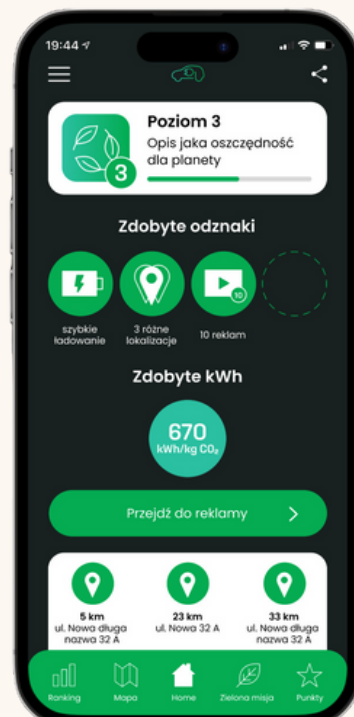 19:44
Poziom 3
Opis jaka oszczędność
dla planety
3
Zdobyte odznaki
10
szybkie
ładowanie
3 różne
lokalizacje
10 reklam
Zdobyte kWh
670
kWh/kg CO₂
Przejdź do reklamy
5 km
ul. Nowa długa
nazwa 32 A
23 km
ul. Nowa 32 A
33 km
ul. Nowa długa
nazwa 32 A
Ranking
Mapa
Home
Zielona misja
Punkty